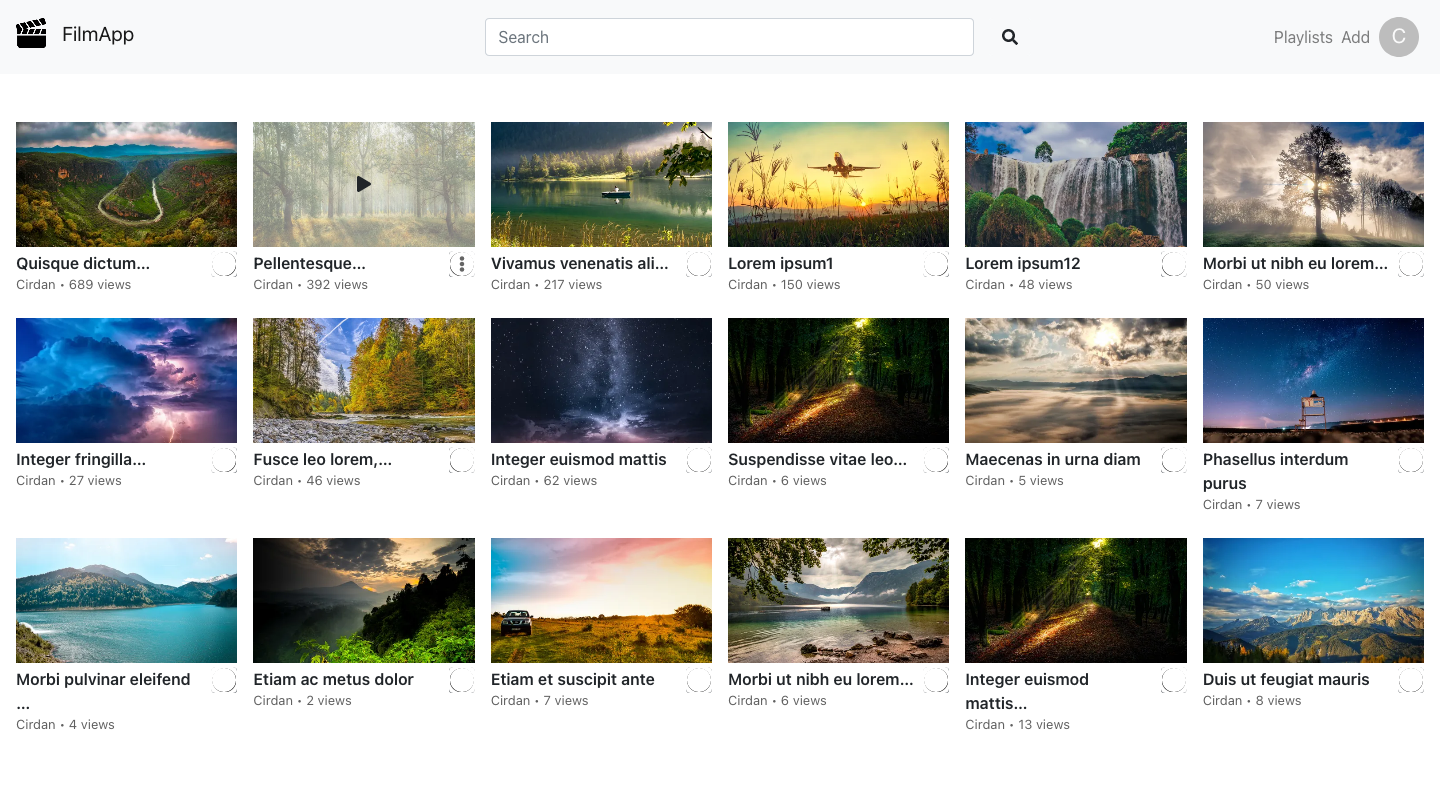 FilmApp
Search
Playlists Add C
Quisque dictum...
Cirdan • 689 views
Pellentesque...
Cirdan • 392 views
Vivamus venenatis ali...
Cirdan • 217 views
Lorem ipsum1
Cirdan • 150 views
Lorem ipsum12
Cirdan • 48 views
Morbi ut nibh eu lorem...
Cirdan • 50 views
Integer fringilla...
Cirdan • 27 views
Fusce leo lorem,...
Cirdan • 46 views
Integer euismod mattis
Cirdan • 62 views
Suspendisse vitae leo...
Cirdan • 6 views
Maecenas in urna diam
Cirdan • 5 views
Phasellus interdum
purus
Cirdan • 7 views
Morbi pulvinar eleifend
...
Cirdan • 4 views
Etiam ac metus dolor
Cirdan • 2 views
Etiam et suscipit ante
Cirdan • 7 views
Morbi ut nibh eu lorem...
Cirdan • 6 views
Integer euismod
mattis...
Cirdan • 13 views
Duis ut feugiat mauris
Cirdan • 8 views